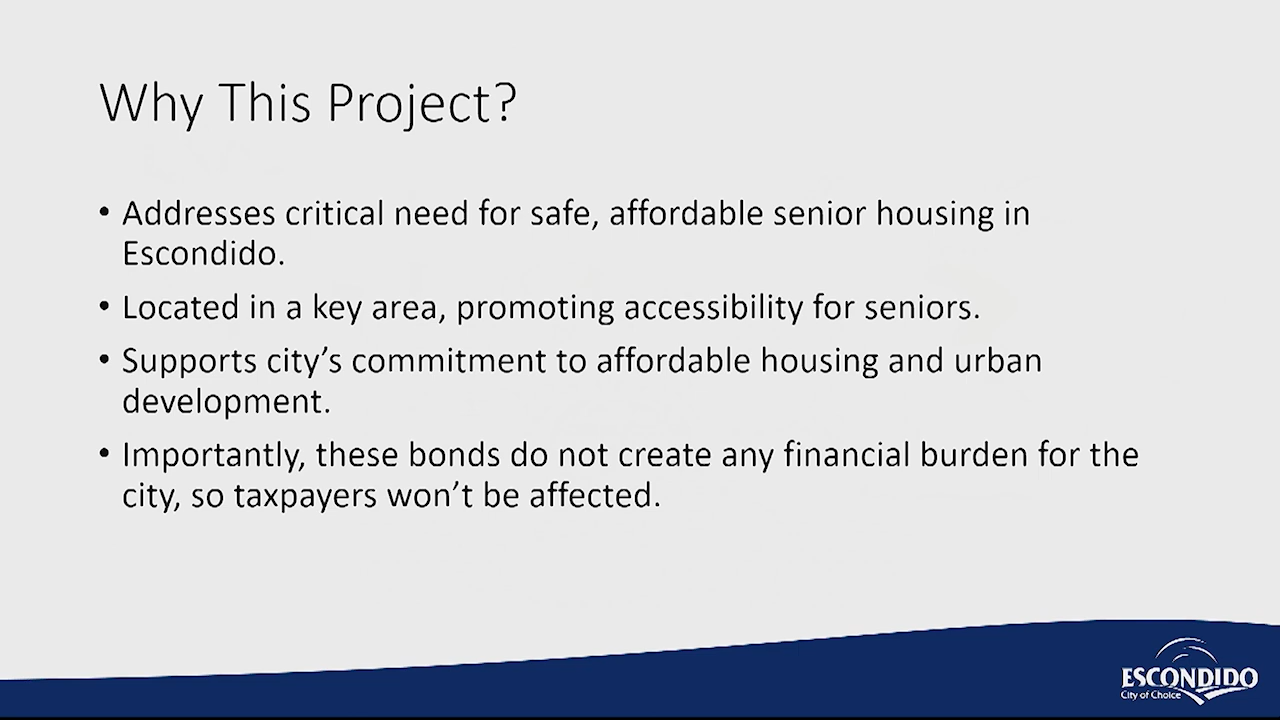 Why This Project?
• Addresses critical need for safe, affordable senior housing in
Escondido.
• Located in a key area, promoting accessibility for seniors.
• Supports city’s commitment to affordable housing and urban
development.
• Importantly, these bonds do not create any financial burden for the
city, so taxpayers won’t be affected.
ESCONDIDO
City of Choice